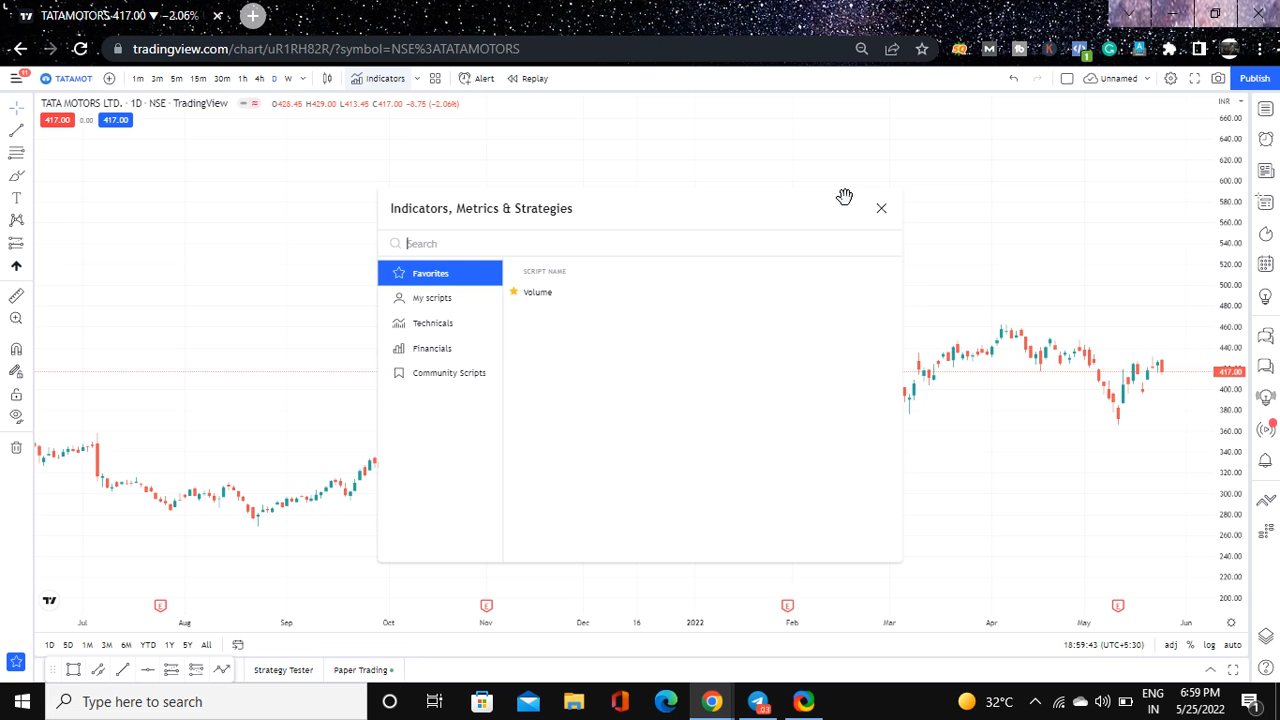 TATAMOTORS 417.00 ▼ −2.06%
tradingview.com/chart/uR1RH82R/?symbol=NSE%3ATATAMOTORS
1
11
TATAMOT
1m 3m 5m 15m 30m 1h 4h D W
Indicators
Alert
Replay
Unnamed
Publish
TATA MOTORS LTD. · 1D · NSE · TradingView
O428.45 H429.00 L413.45 C417.00 −8.75 (−2.06%)
INR
417.00 0.00 417.00
660.00
640.00
620.00
600.00
580.00
560.00
540.00
520.00
500.00
480.00
460.00
440.00
417.00
400.00
380.00
360.00
340.00
320.00
300.00
280.00
260.00
240.00
220.00
200.00
Indicators, Metrics & Strategies
Search
Favorites
My scripts
Technicals
Financials
Community Scripts
SCRIPT NAME
Volume
E E E E
Jul Aug Sep Oct Nov Dec 16 2022 Feb Mar Apr May Jun
1D 5D 1M 3M 6M YTD 1Y 5Y All
18:59:43 (UTC+5:30) adj % log auto
Strategy Tester
Paper Trading
Type here to search
03
32°C
ENG
IN
6:59 PM
5/25/2022
1